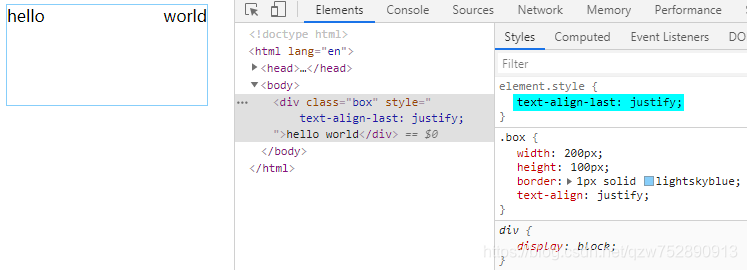 hello world
Elements Console Sources Network Memory Performance
<!doctype html>
<html lang="en">
<head>…</head>
<body>
<div class="box" style="
text-align-last: justify;
">hello world</div> == $0
</body>
</html>
Styles Computed Event Listeners DO
Filter
element.style {
text-align-last: justify;
}
.box {
width: 200px;
height: 100px;
border: 1px solid lightskyblue;
text-align: justify;
}
div {
display: block;
}
https://blog.csdn.net/qzw752890913